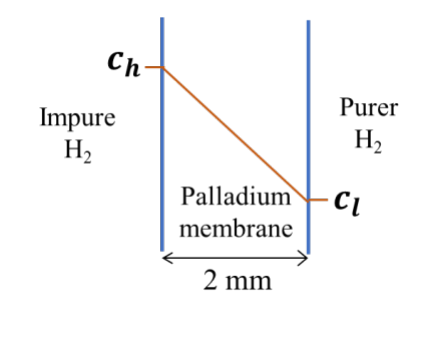 c_h
Impure
H₂
Purer
H₂
Palladium
membrane
c_l
2 mm